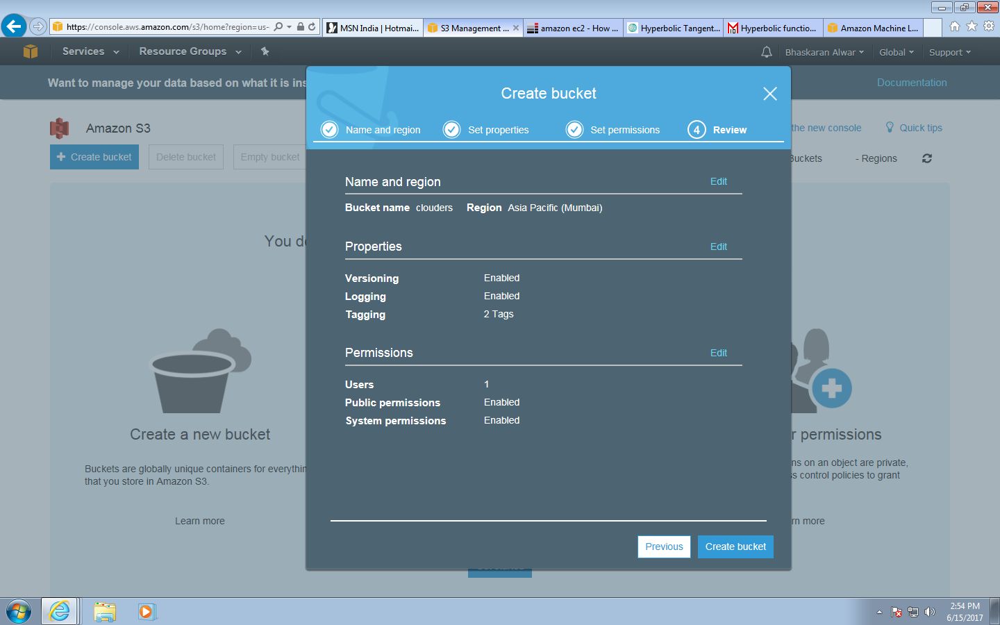 https://console.aws.amazon.com/s3/home?region=us-
MSN India | Hotmai...
S3 Management ...
amazon ec2 - How ...
Hyperbolic Tangent...
Hyperbolic functio...
Amazon Machine L...
Services
Resource Groups
Bhaskaran Alwar
Global
Support
Want to manage your data based on what it is ins
Documentation
Create bucket
Name and region
Set properties
Set permissions
4 Review
Amazon S3
the new console
Quick tips
Create bucket
Delete bucket
Empty bucket
Buckets
- Regions
Name and region
Edit
Bucket name clouders Region Asia Pacific (Mumbai)
You do
Properties
Edit
Versioning Enabled
Logging Enabled
Tagging 2 Tags
Permissions
Edit
Users 1
Public permissions Enabled
System permissions Enabled
Create a new bucket
r permissions
Buckets are globally unique containers for everythin
that you store in Amazon S3.
ns on an object are private,
ss control policies to grant
Learn more
rn more
Previous
Create bucket
2:54 PM
6/15/2017